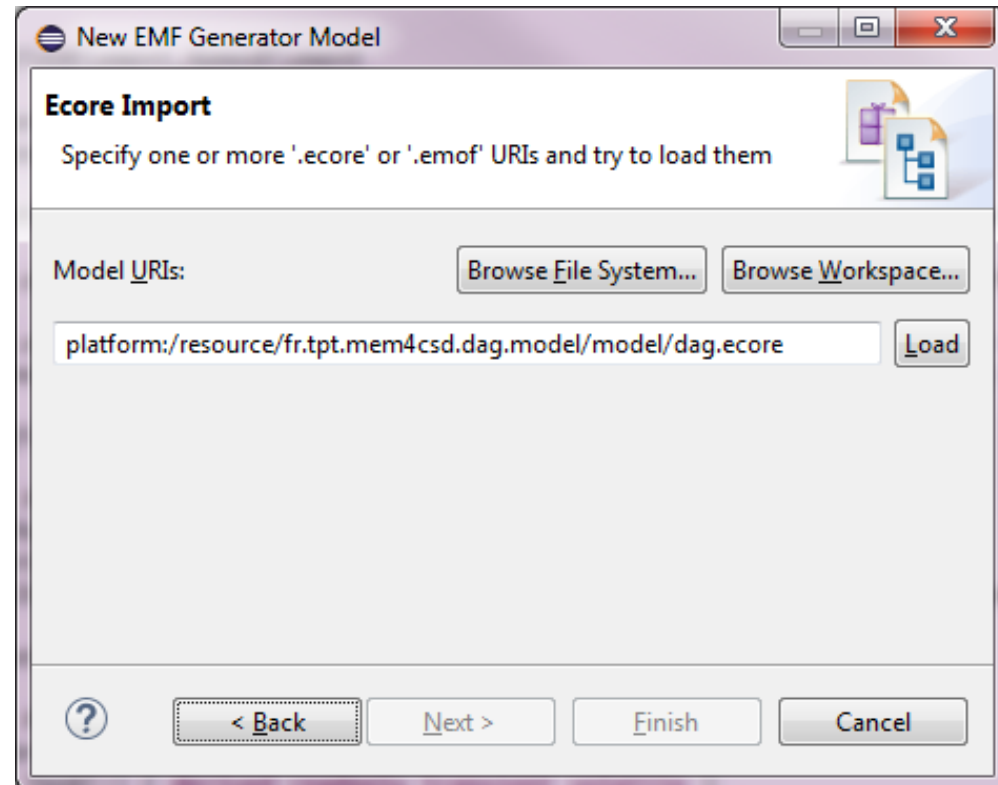 New EMF Generator Model
Ecore Import
Specify one or more '.ecore' or '.emof' URIs and try to load them
Model URIs: Browse File System... Browse Workspace...
platform:/resource/fr.tpt.mem4csd.dag.model/model/dag.ecore Load
? < Back Next > Finish Cancel